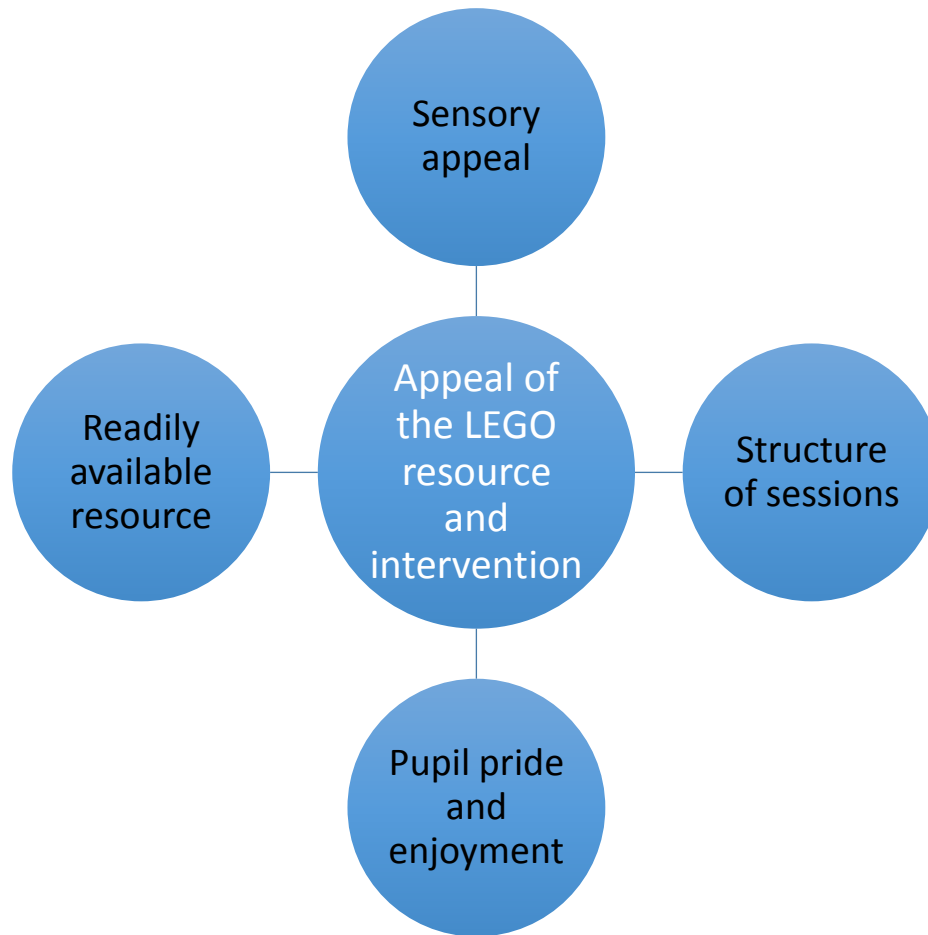 Sensory
appeal
Readily
available
resource
Appeal of
the LEGO
resource
and
intervention
Structure
of sessions
Pupil pride
and
enjoyment